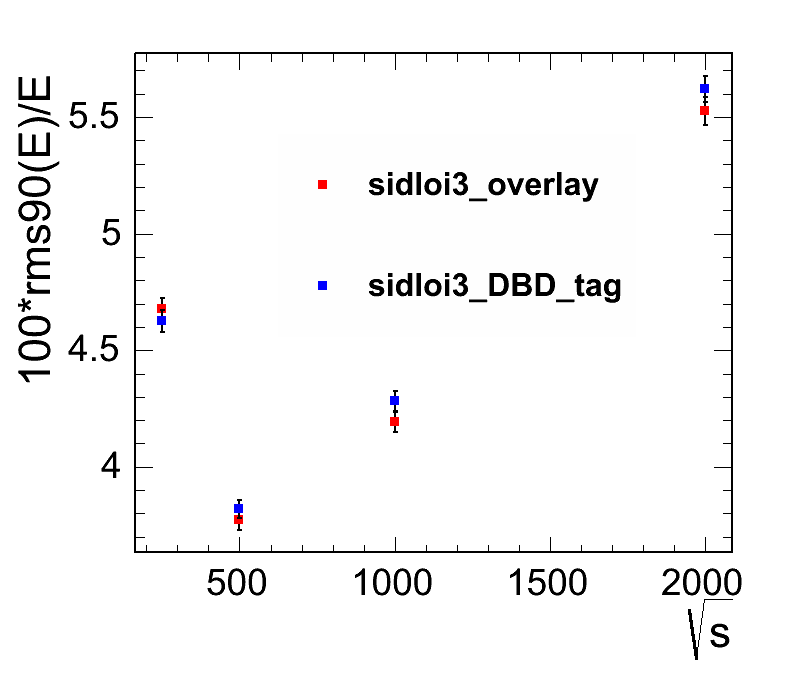 100*rms90(E)/E
5.5
5
4.5
4
sidloi3_overlay
sidloi3_DBD_tag
500 1000 1500 2000
√s